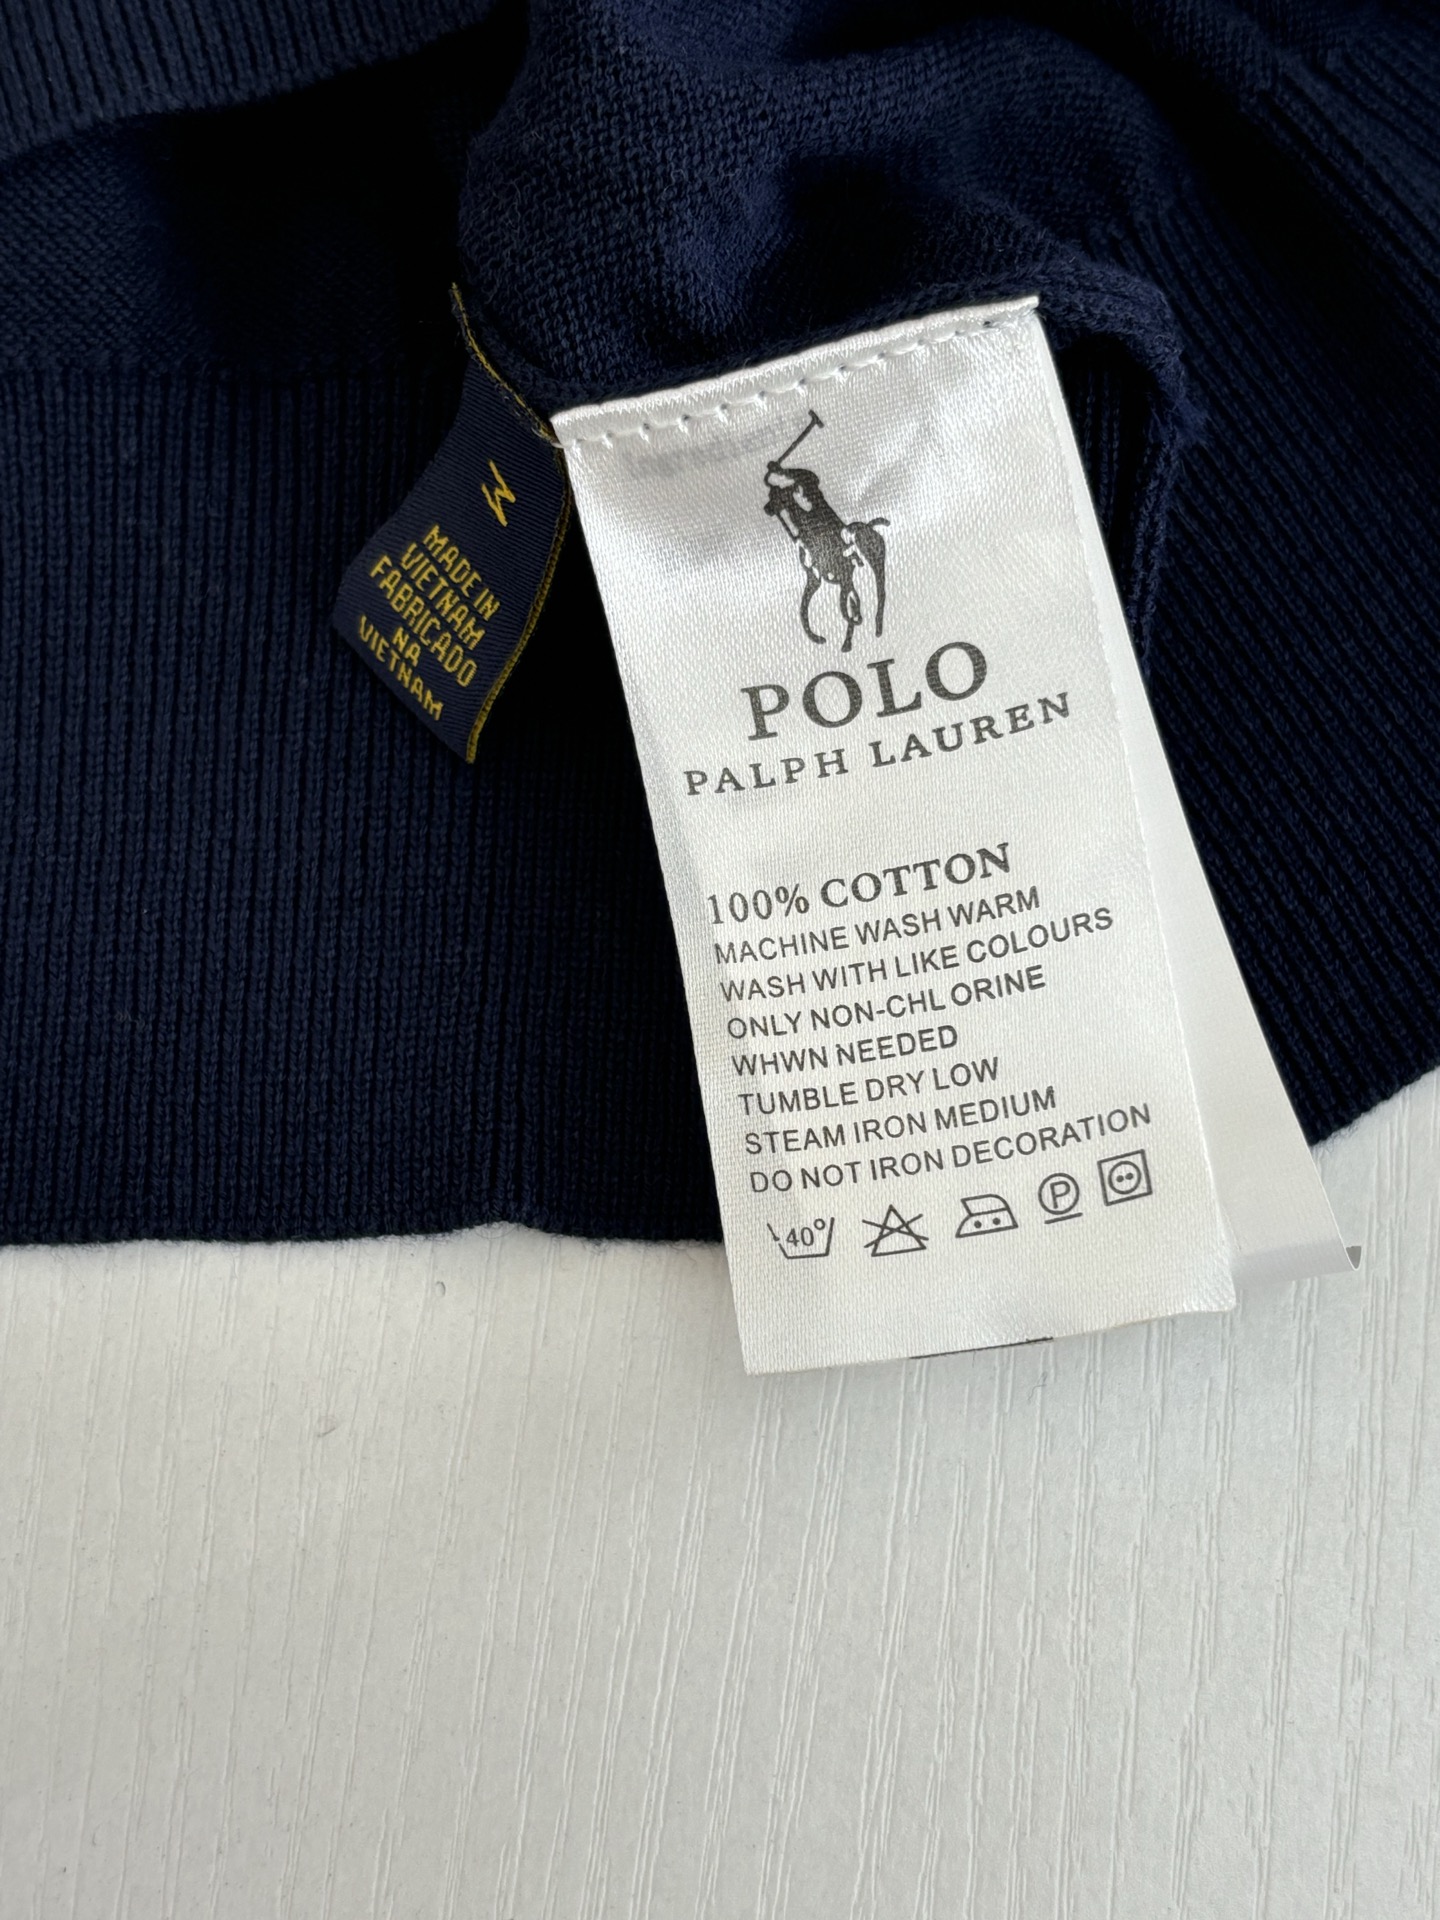 M
MADE IN
VIETNAM
FABRICADO
NA
VIETNAM
POLO
PALPH LAUREN
100% COTTON
MACHINE WASH WARM
WASH WITH LIKE COLOURS
ONLY NON-CHL ORINE
WHWN NEEDED
TUMBLE DRY LOW
STEAM IRON MEDIUM
DO NOT IRON DECORATION
40° P